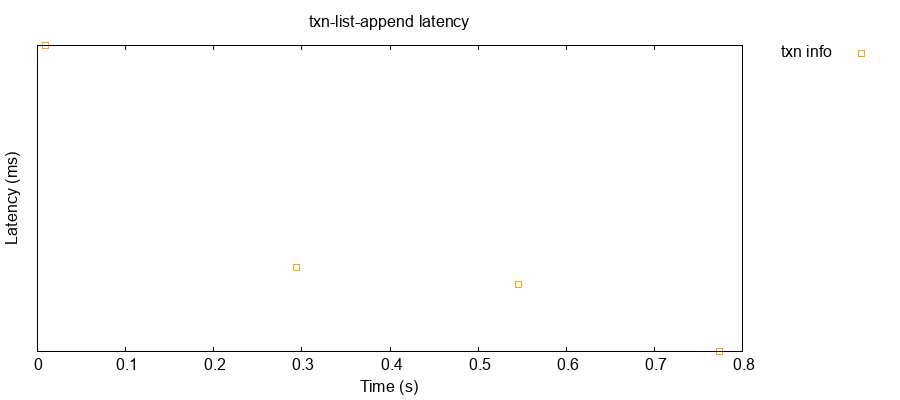 txn-list-append latency
txn info
Latency (ms)
0 0.1 0.2 0.3 0.4 0.5 0.6 0.7 0.8
Time (s)